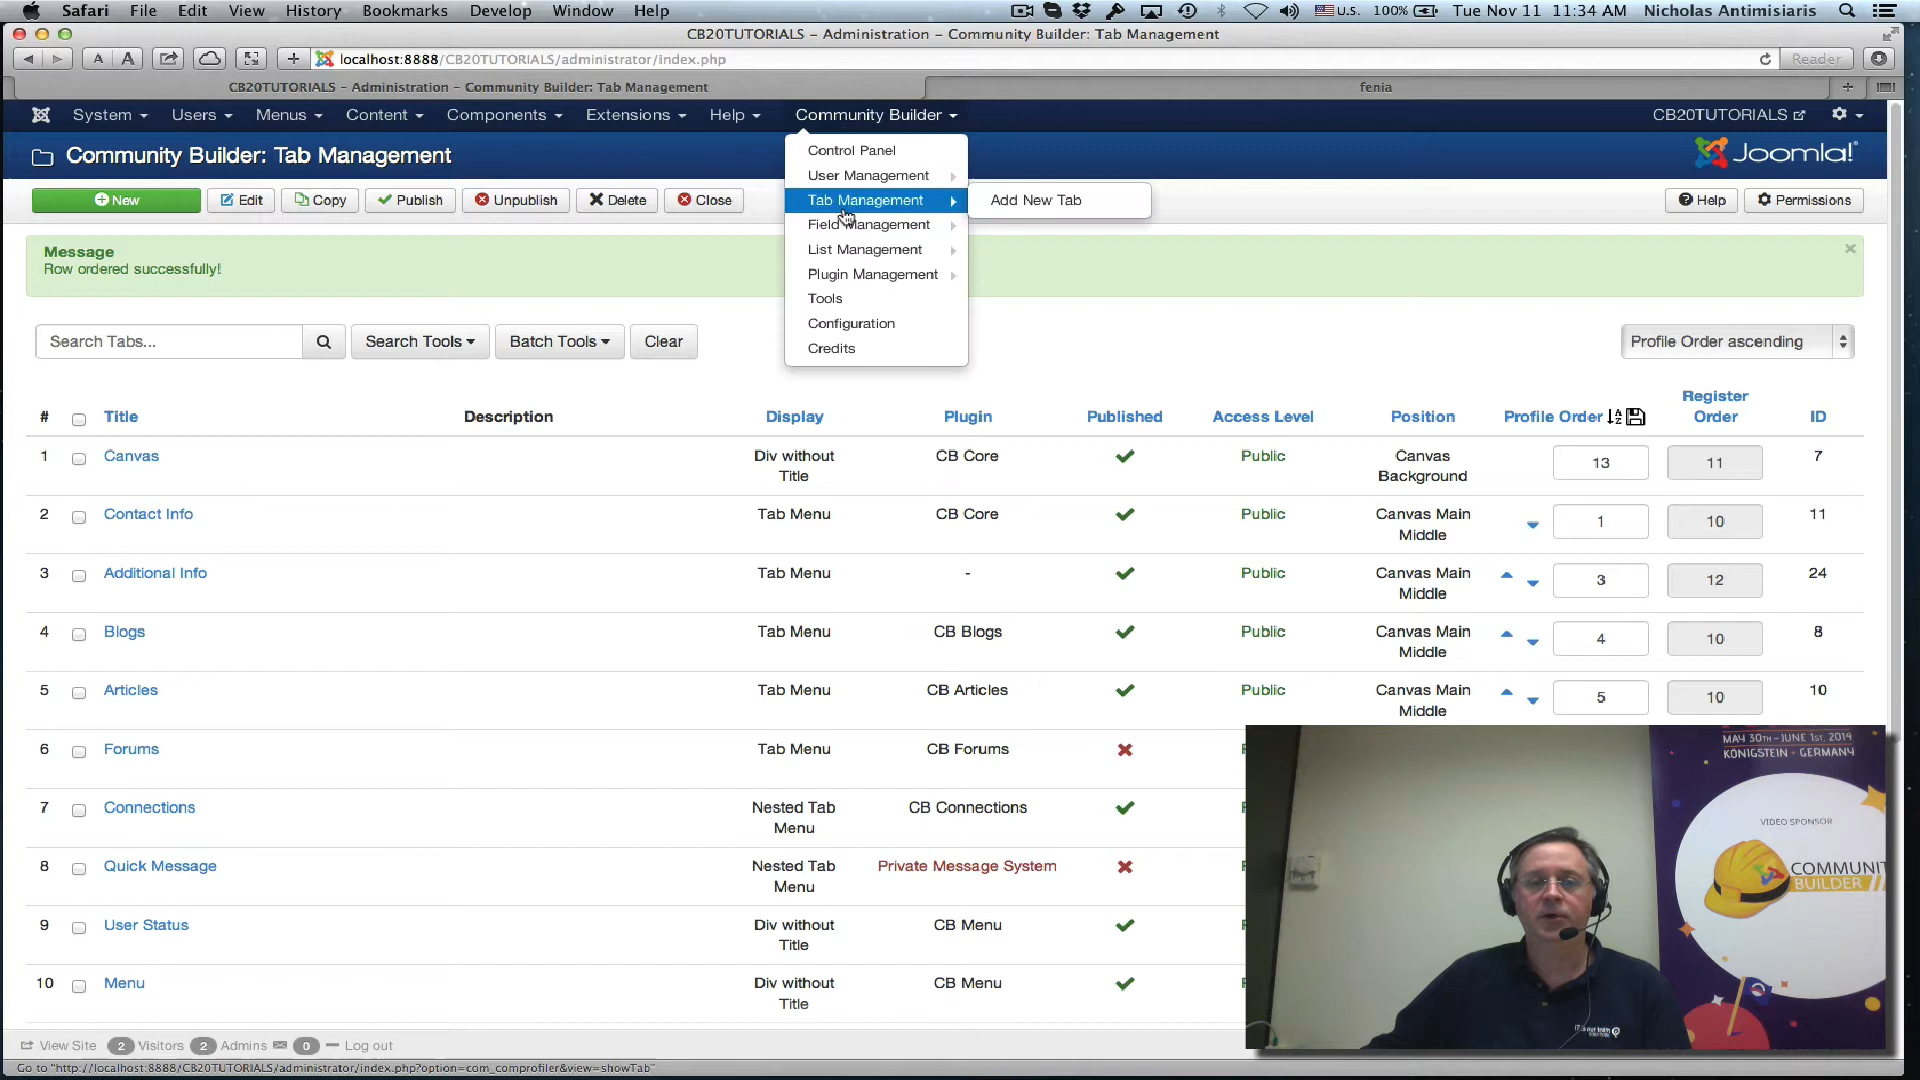 Safari File Edit View History Bookmarks Develop Window Help U.S. 100% Tue Nov 11 11:34 AM Nicholas Antimisiaris
CB20TUTORIALS – Administration – Community Builder: Tab Management
A A + localhost:8888/CB20TUTORIALS/administrator/index.php Reader
CB20TUTORIALS – Administration – Community Builder: Tab Management fenia +
System Users Menus Content Components Extensions Help Community Builder CB20TUTORIALS
Community Builder: Tab Management Joomla!
New Edit Copy Publish Unpublish Delete Close Help Permissions
Control Panel
User Management
Tab Management Add New Tab
Field Management
List Management
Plugin Management
Tools
Configuration
Credits
Message
Row ordered successfully!
Search Tabs... Search Tools Batch Tools Clear Profile Order ascending
# Title Description Display Plugin Published Access Level Position Profile Order Register Order ID
1 Canvas Div without Title CB Core Public Canvas Background 13 11 7
2 Contact Info Tab Menu CB Core Public Canvas Main Middle 1 10 11
3 Additional Info Tab Menu - Public Canvas Main Middle 3 12 24
4 Blogs Tab Menu CB Blogs Public Canvas Main Middle 4 10 8
5 Articles Tab Menu CB Articles Public Canvas Main Middle 5 10 10
6 Forums Tab Menu CB Forums
7 Connections Nested Tab Menu CB Connections
8 Quick Message Nested Tab Menu Private Message System
9 User Status Div without Title CB Menu
10 Menu Div without Title CB Menu
MAY 30TH - JUNE 1ST, 2014
KÖNIGSTEIN - GERMANY
VIDEO SPONSOR
COMMUNIT
BUILDER
View Site 2 Visitors 2 Admins 0 Log out
Go to "http://localhost:8888/CB20TUTORIALS/administrator/index.php?option=com_comprofiler&view=showTab"